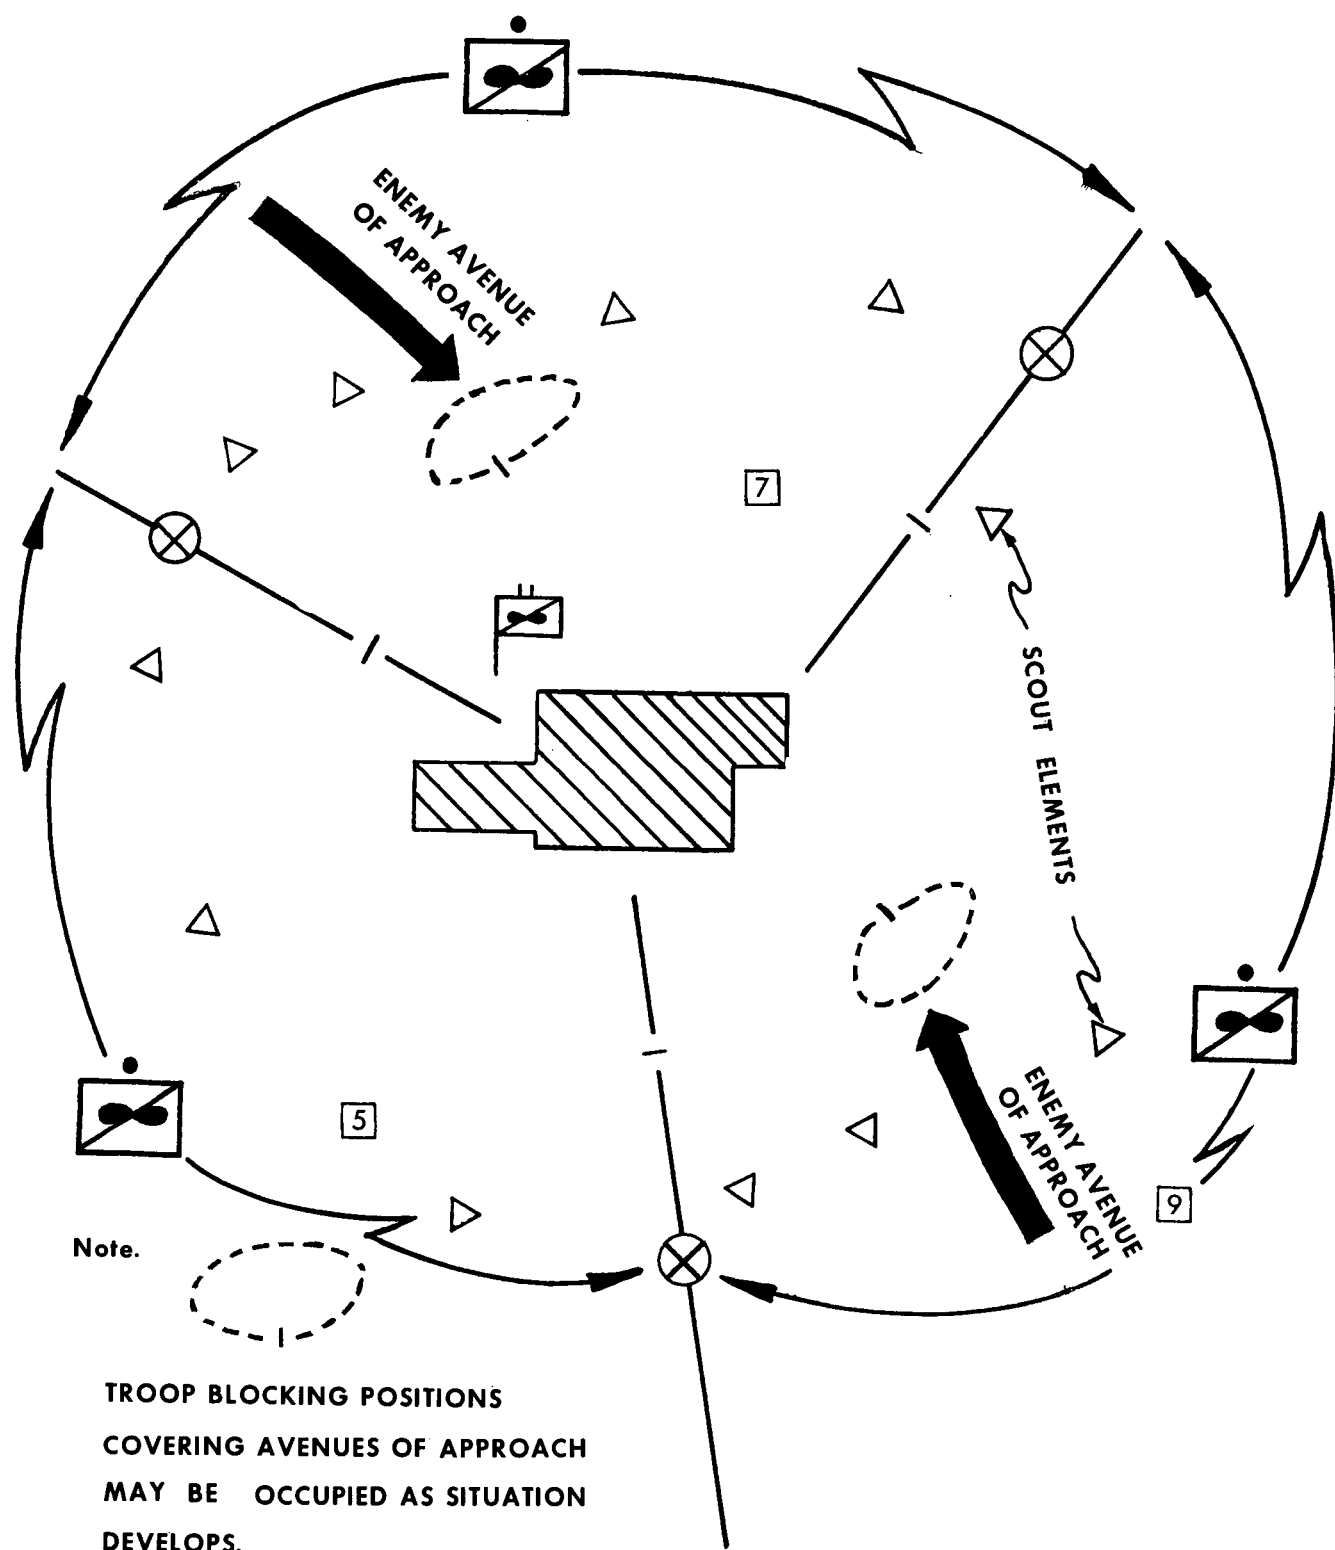 ENEMY AVENUE
OF APPROACH
7
SCOUT ELEMENTS
5
ENEMY AVENUE
OF APPROACH
9
Note.
TROOP BLOCKING POSITIONS
COVERING AVENUES OF APPROACH
MAY BE OCCUPIED AS SITUATION
DEVELOPS.